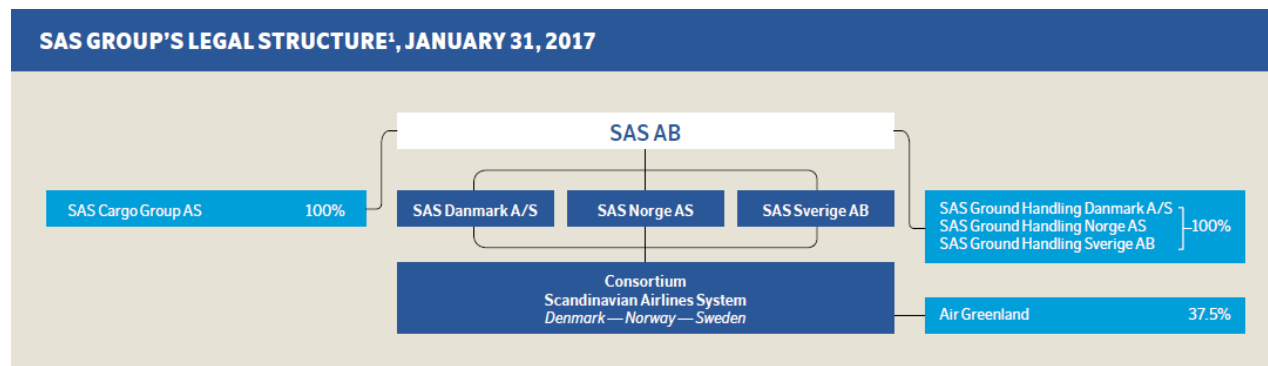 SAS GROUP'S LEGAL STRUCTURE¹, JANUARY 31, 2017
SAS AB
SAS Cargo Group AS 100%
SAS Danmark A/S
SAS Norge AS
SAS Sverige AB
SAS Ground Handling Danmark A/S
SAS Ground Handling Norge AS
SAS Ground Handling Sverige AB
100%
Consortium
Scandinavian Airlines System
Denmark — Norway — Sweden
Air Greenland 37.5%